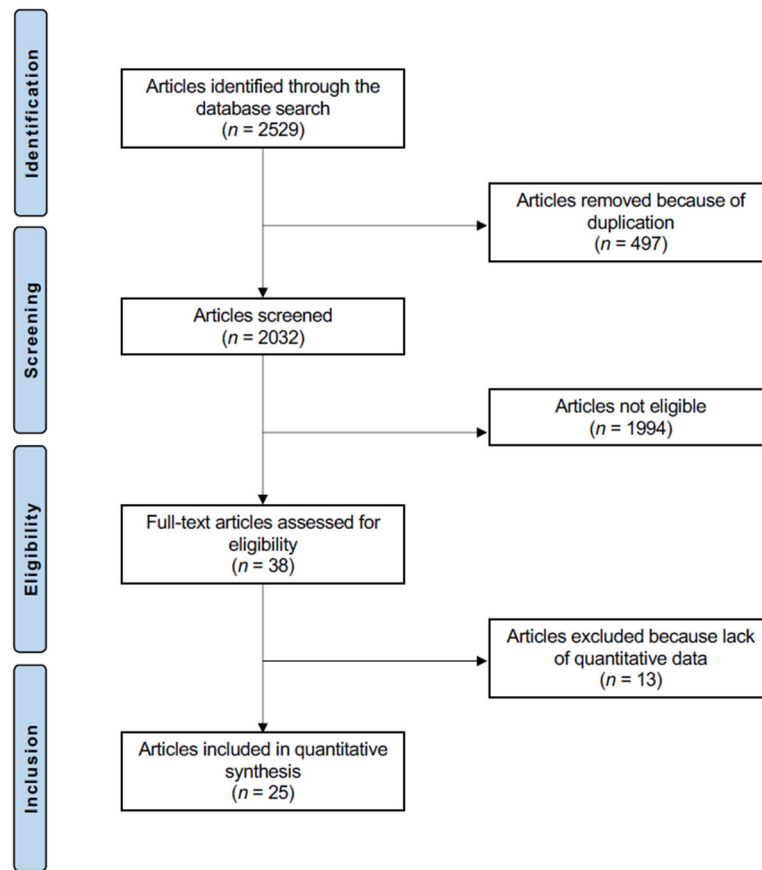 Identification
Articles identified through the
database search
(n = 2529)
Articles removed because of
duplication
(n = 497)
Screening
Articles screened
(n = 2032)
Articles not eligible
(n = 1994)
Eligibility
Full-text articles assessed for
eligibility
(n = 38)
Articles excluded because lack
of quantitative data
(n = 13)
Inclusion
Articles included in quantitative
synthesis
(n = 25)